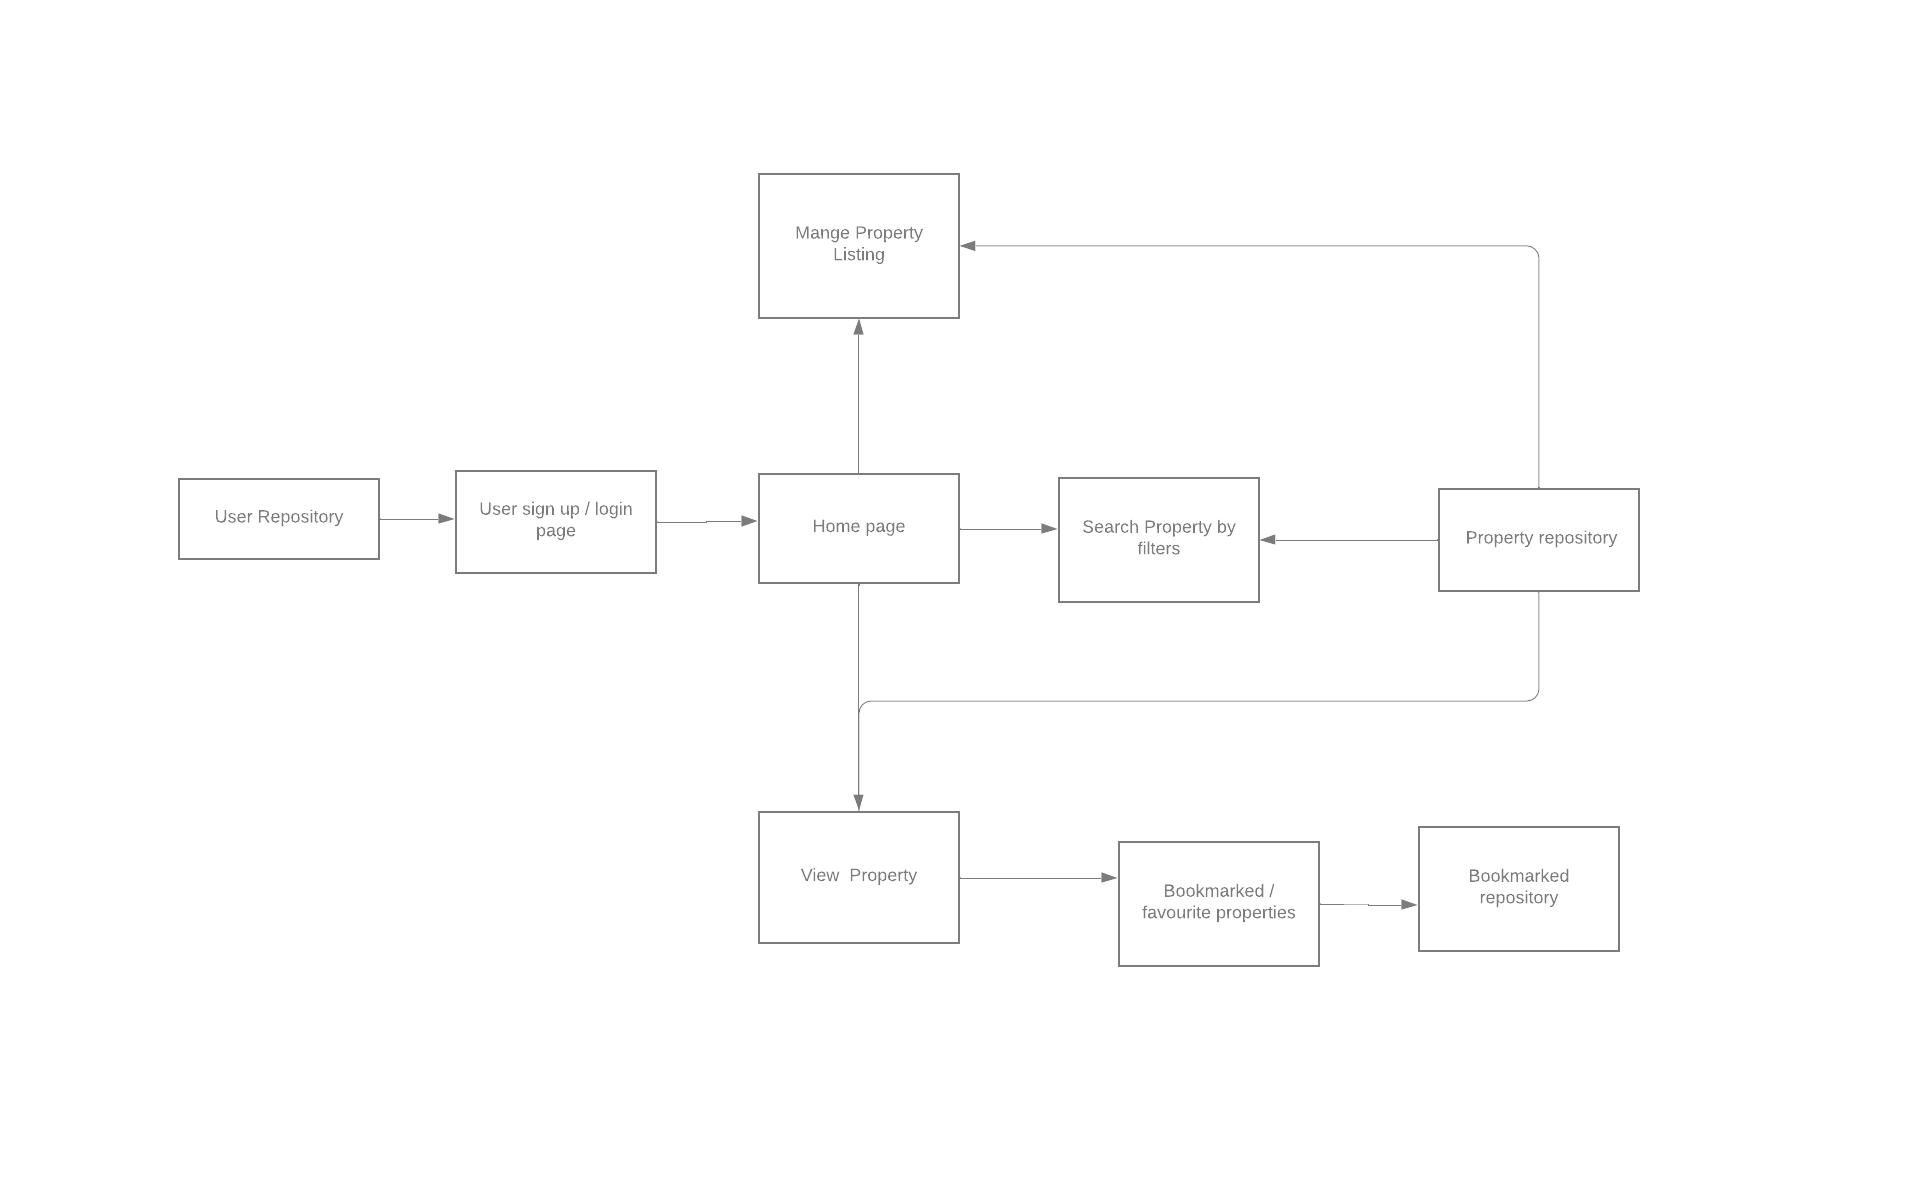 Mange Property
Listing
User Repository
User sign up / login
page
Home page
Search Property by
filters
Property repository
View  Property
Bookmarked /
favourite properties
Bookmarked
repository